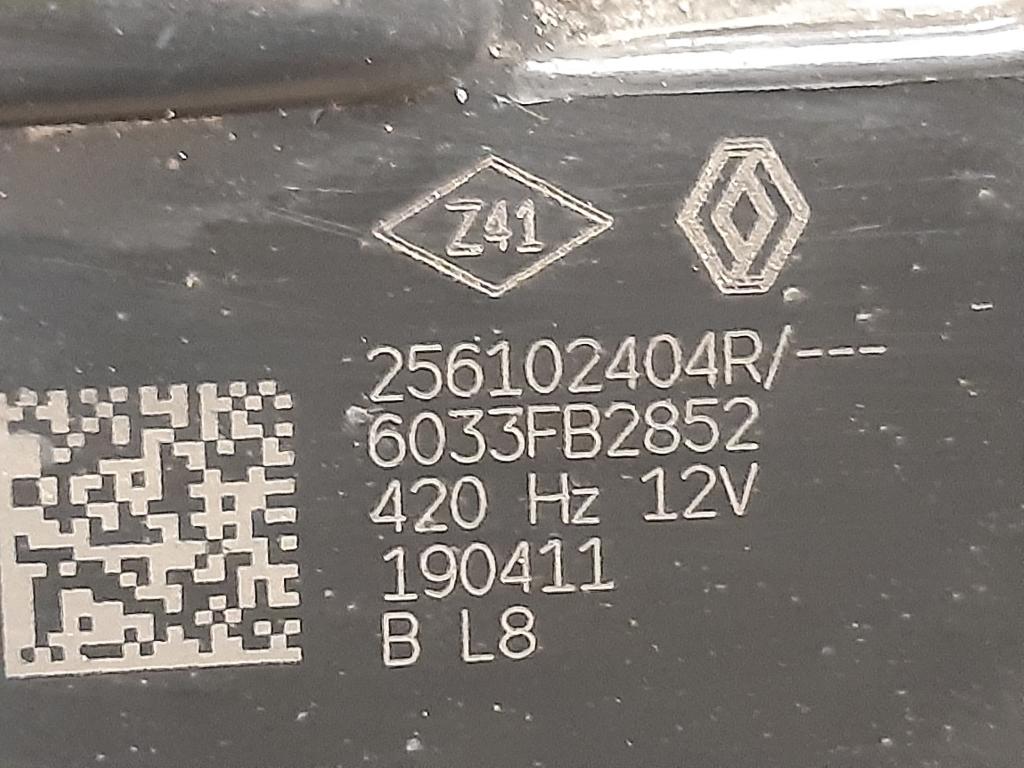 Z41
256102404R/---
6033FB2852
420 Hz 12V
190411
B L8